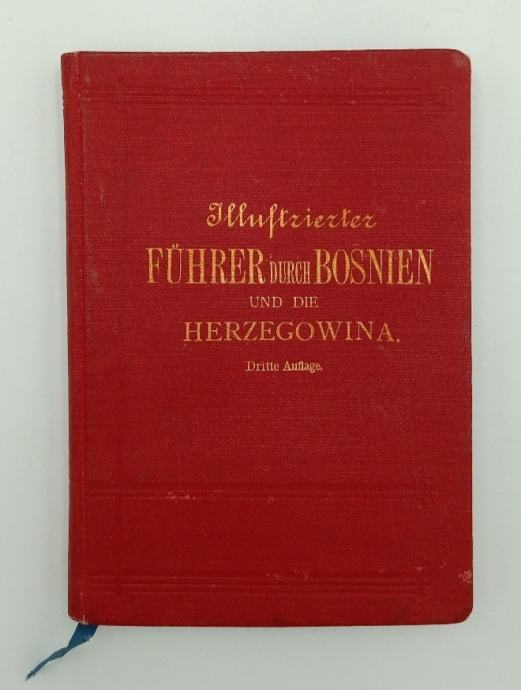 Illustrierter
FÜHRER DURCH BOSNIEN
UND DIE
HERZEGOWINA.
Dritte Auflage.